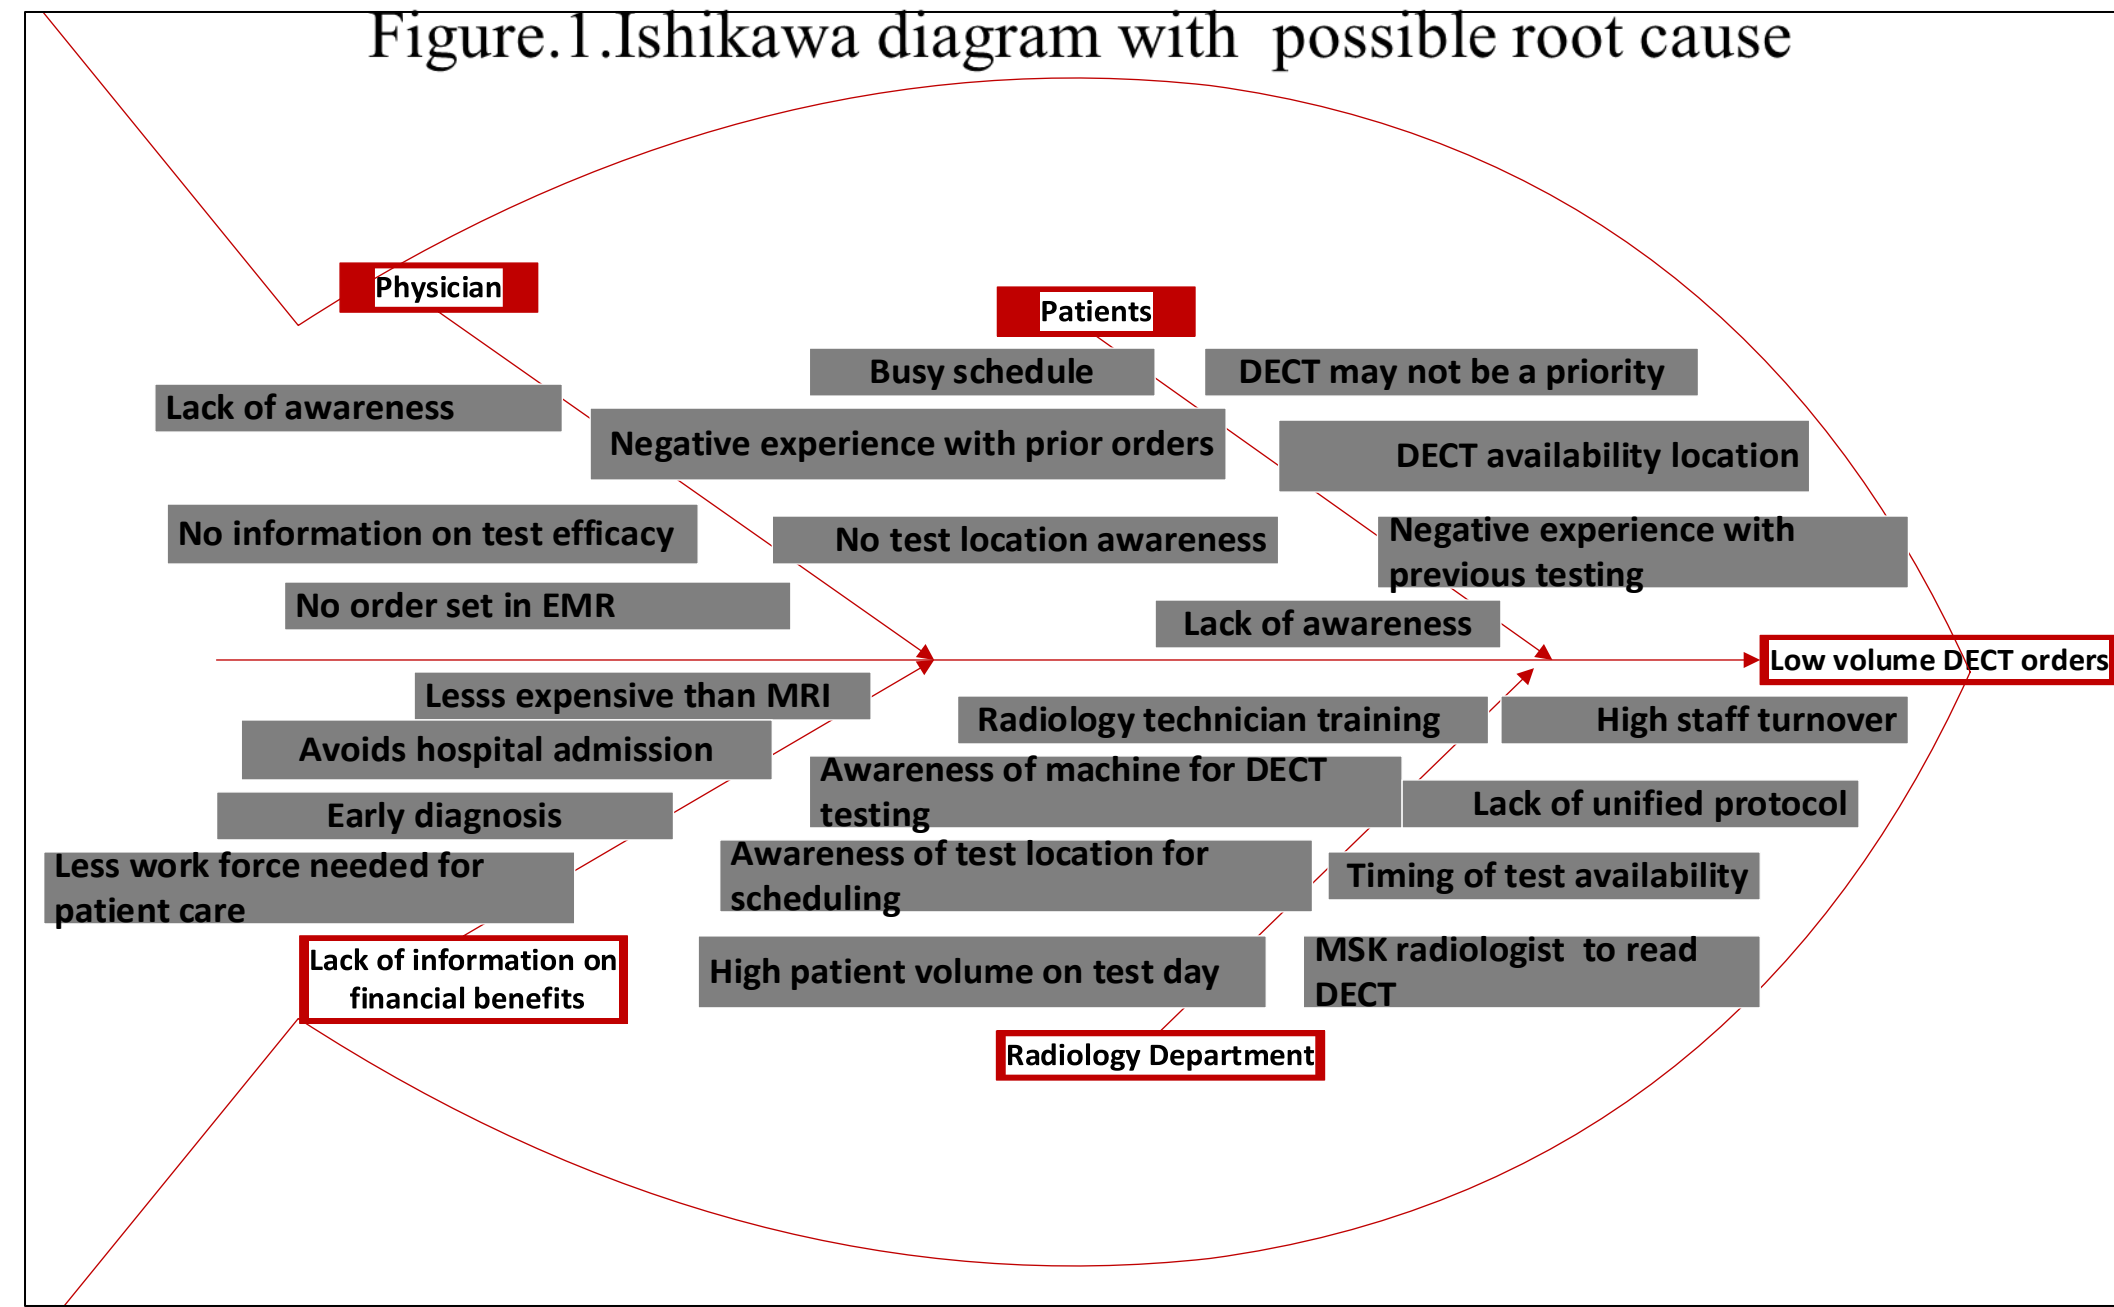 Figure.1.Ishikawa diagram with possible root cause
Physician
Patients
Busy schedule
DECT may not be a priority
Lack of awareness
Negative experience with prior orders
DECT availability location
No information on test efficacy
No test location awareness
Negative experience with
previous testing
No order set in EMR
Lack of awareness
Low volume DECT orders
Lesss expensive than MRI
Radiology technician training
High staff turnover
Avoids hospital admission
Awareness of machine for DECT
testing
Lack of unified protocol
Early diagnosis
Awareness of test location for
scheduling
Timing of test availability
Less work force needed for
patient care
Lack of information on
financial benefits
High patient volume on test day
MSK radiologist to read
DECT
Radiology Department